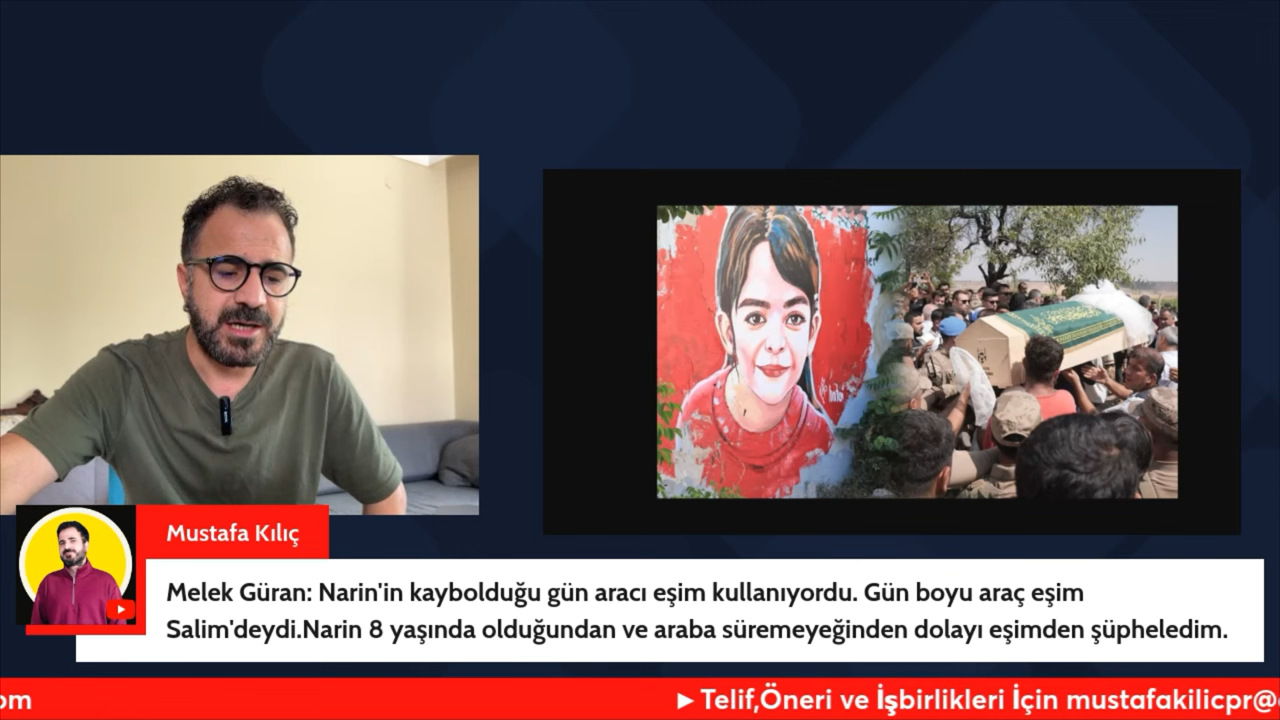 Mustafa Kılıç
Melek Güran: Narin'in kaybolduğu gün aracı eşim kullanıyordu. Gün boyu araç eşim
Salim'deydi.Narin 8 yaşında olduğundan ve araba süremeyeğinden dolayı eşimden şüpheledim.
om
►Telif,Öneri ve İşbirlikleri İçin mustafakilicpr@